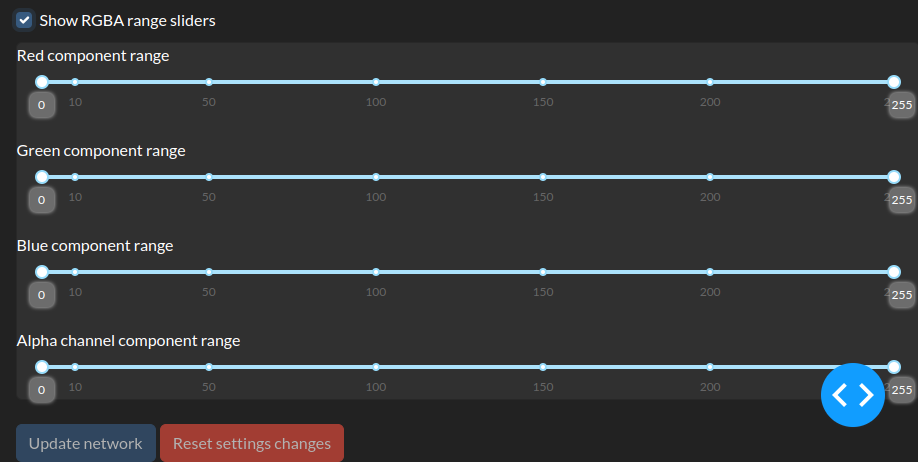 Show RGBA range sliders
Red component range
10 50 100 150 200
0 255
Green component range
10 50 100 150 200
0 255
Blue component range
10 50 100 150 200
0 255
Alpha channel component range
10 50 100 150 200
0 255
Update network Reset settings changes